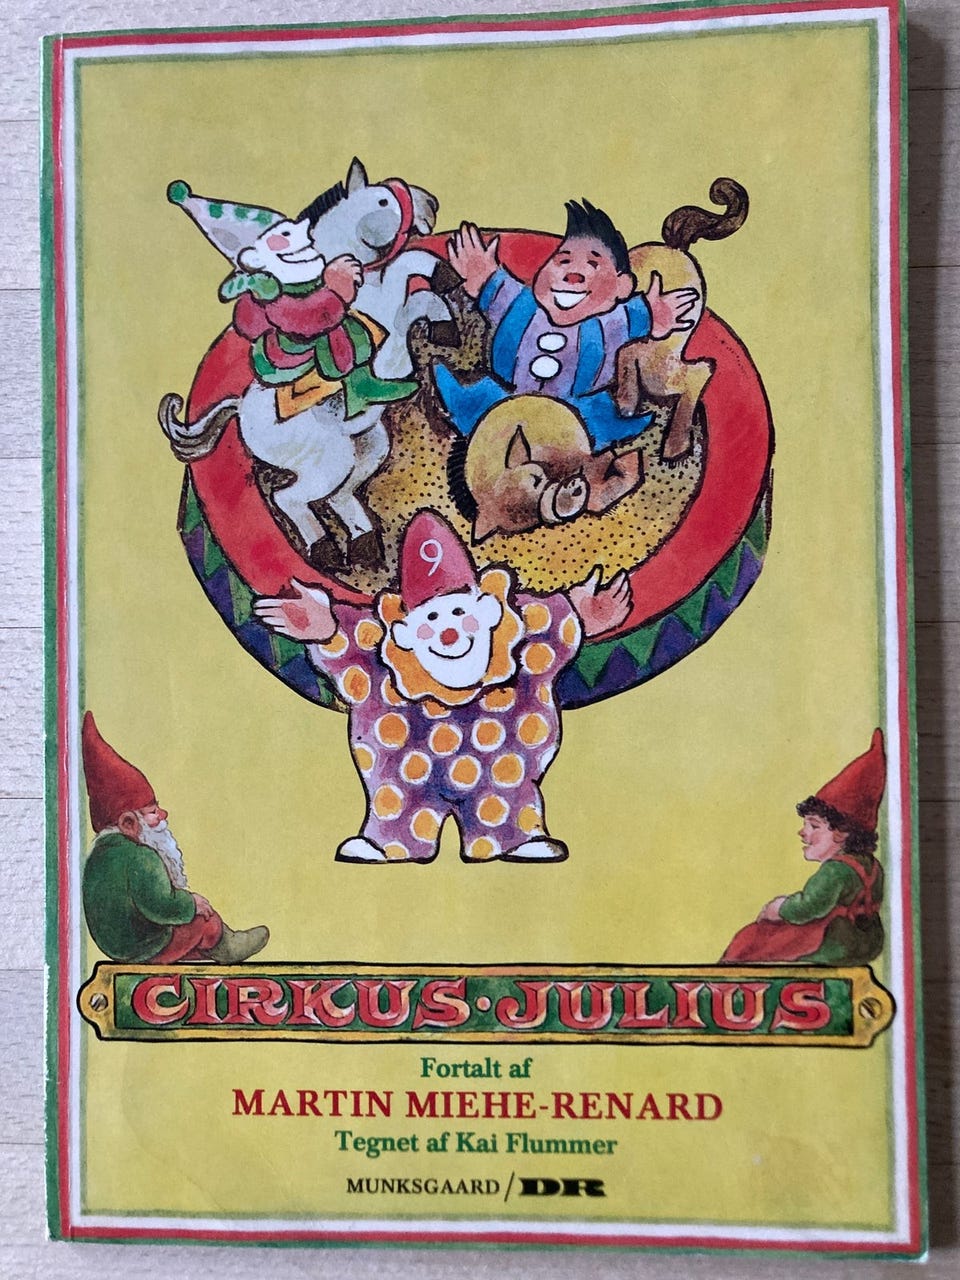 9
CIRKUS·JULIUS
Fortalt af
MARTIN MIEHE-RENARD
Tegnet af Kai Flummer
MUNKSGAARD/DR